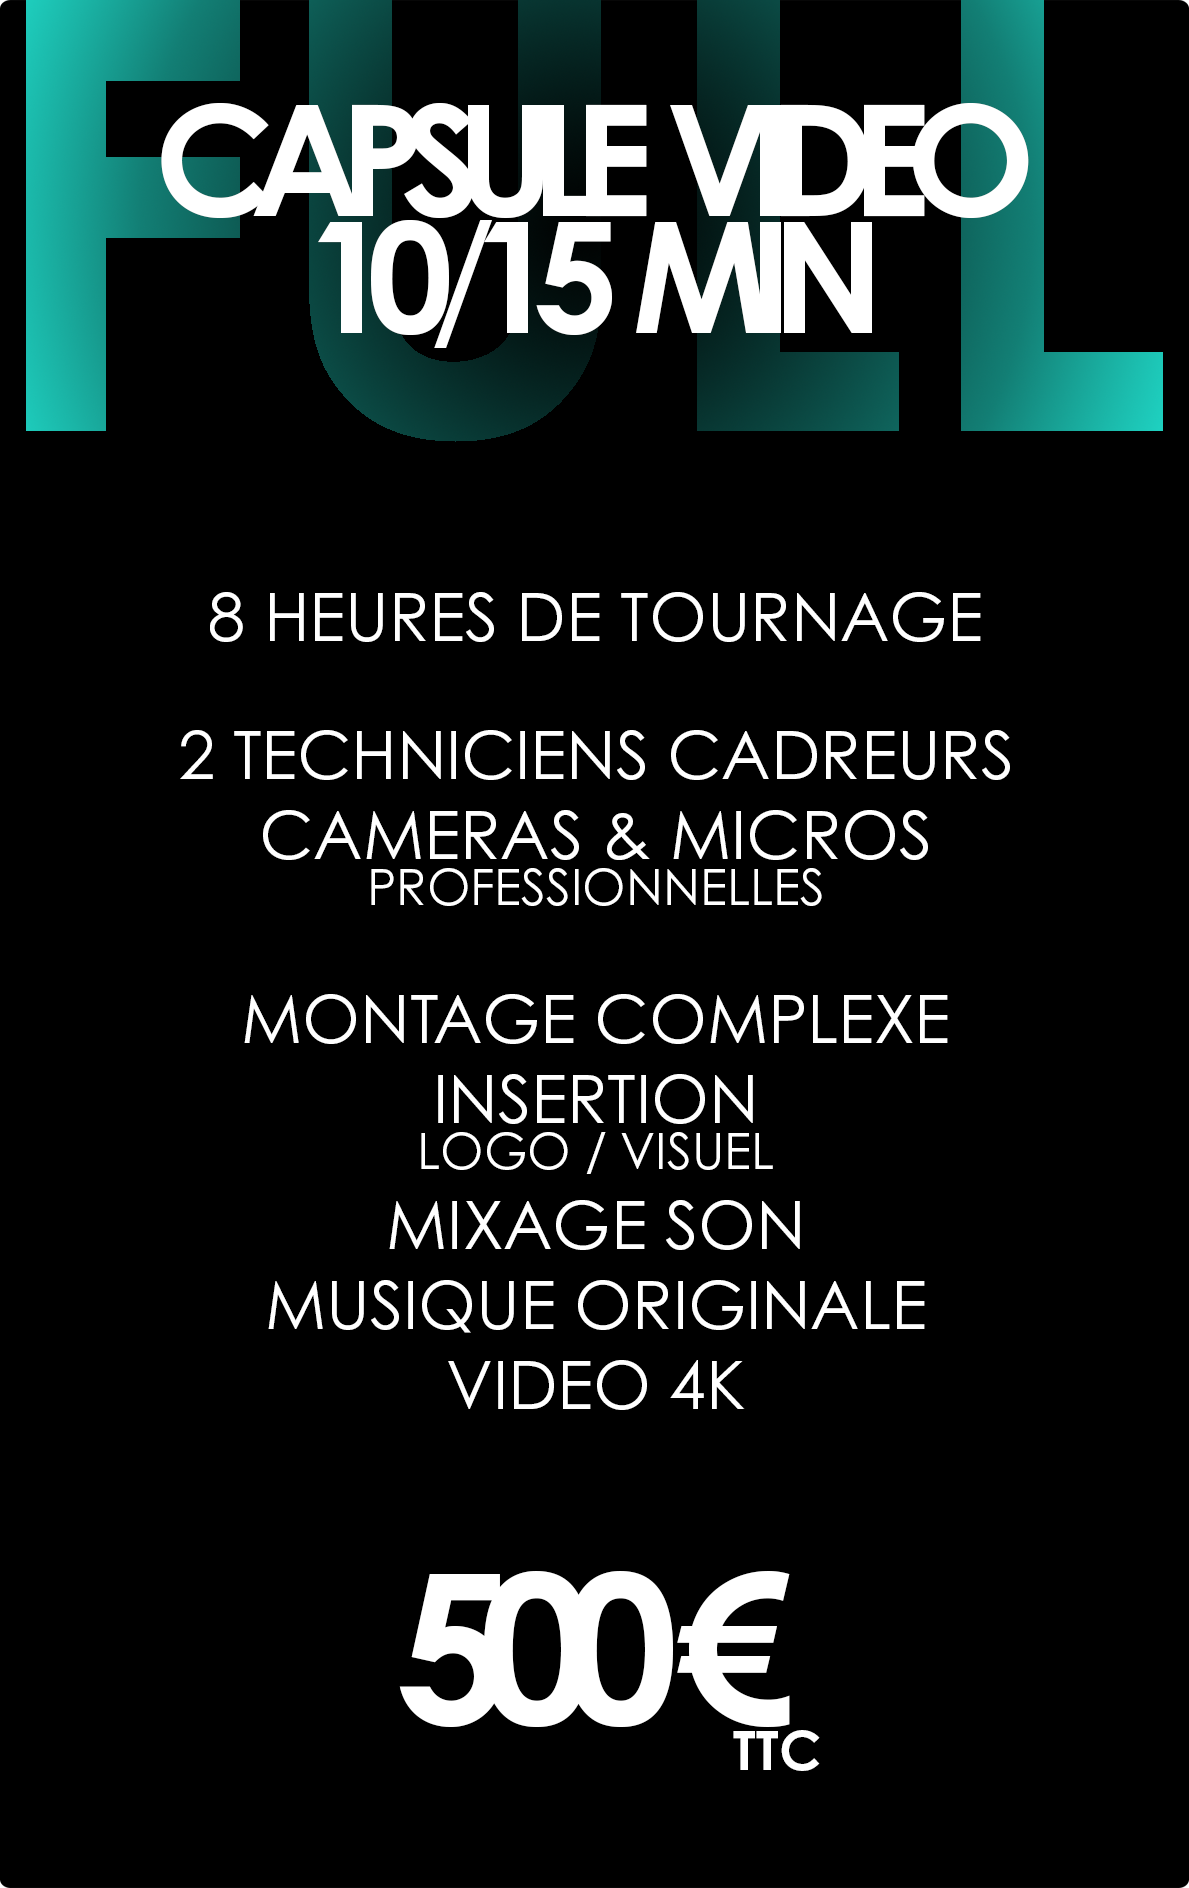 FULL
CAPSULE VIDEO
10/15 MIN
8 HEURES DE TOURNAGE
2 TECHNICIENS CADREURS
CAMERAS & MICROS
PROFESSIONNELLES
MONTAGE COMPLEXE
INSERTION
LOGO / VISUEL
MIXAGE SON
MUSIQUE ORIGINALE
VIDEO 4K
500€
TTC